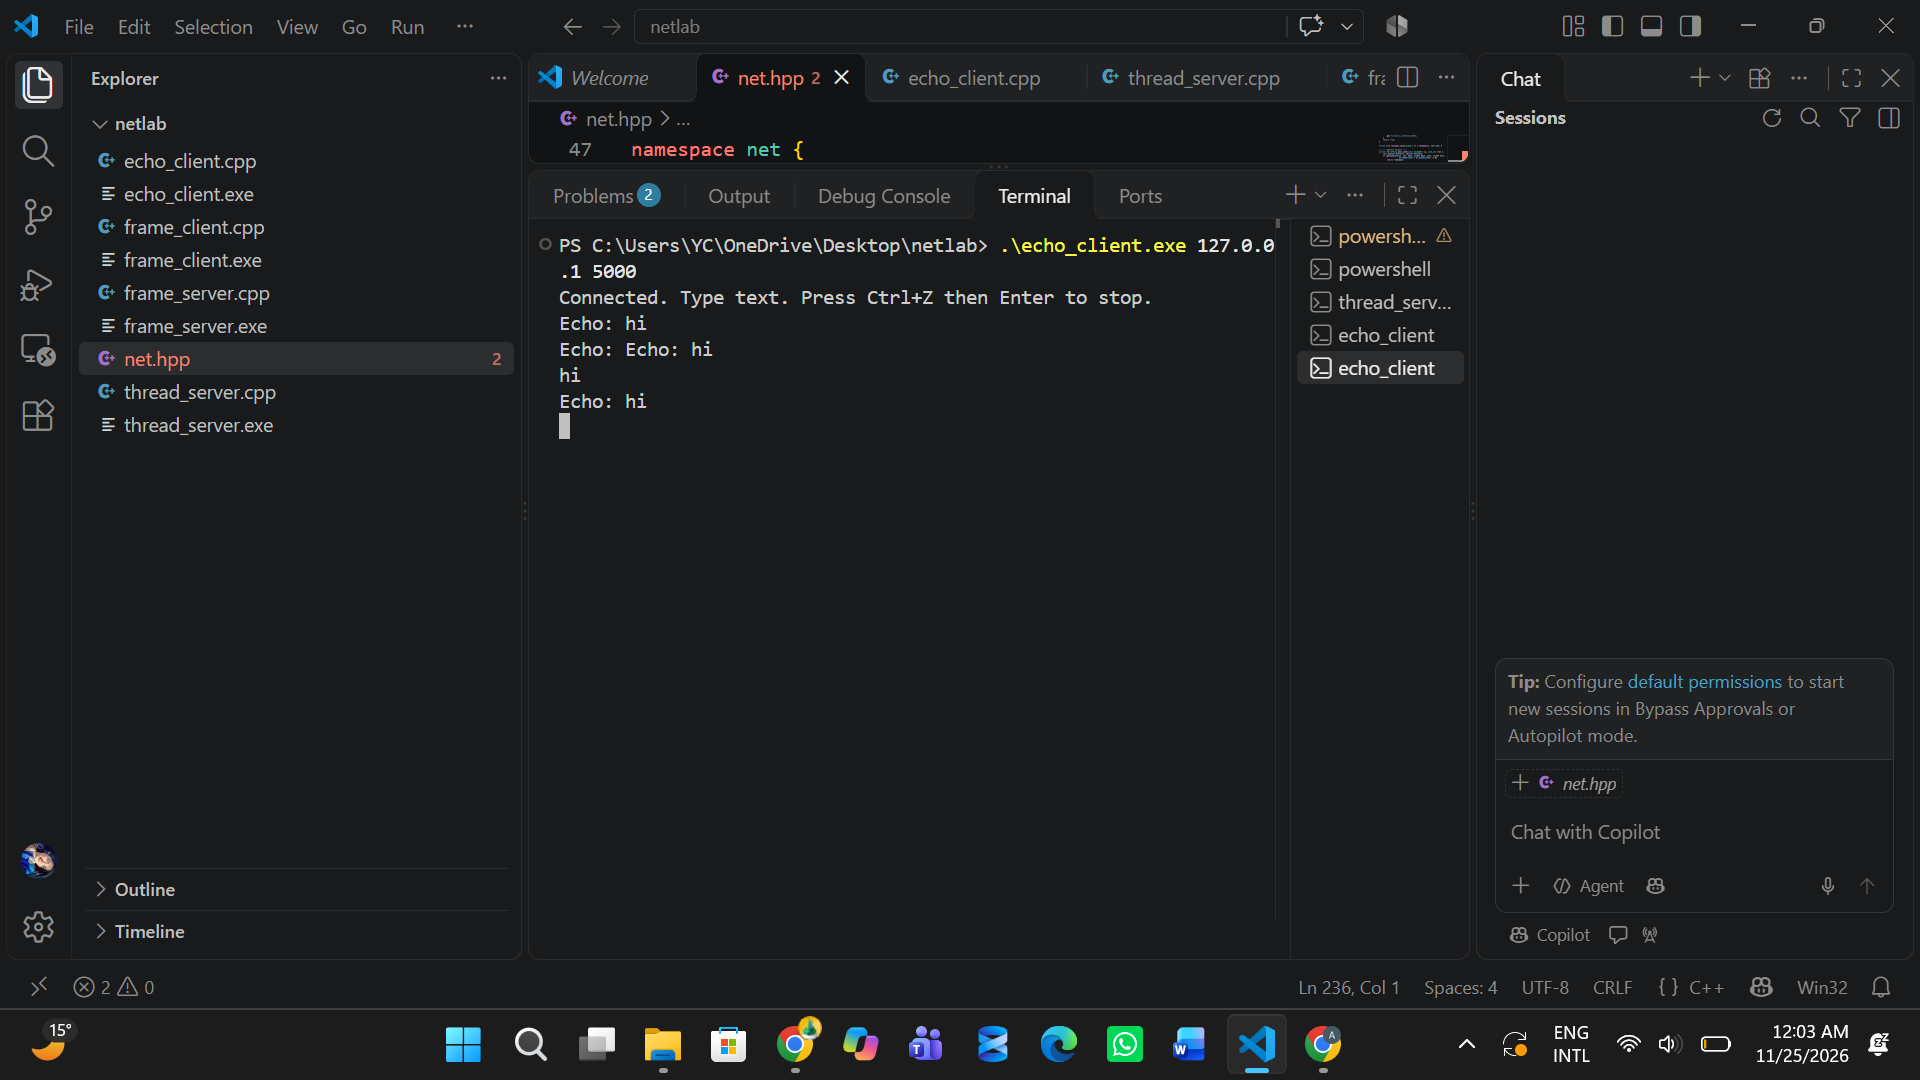 File Edit Selection View Go Run ···
netlab
Explorer
netlab
echo_client.cpp
echo_client.exe
frame_client.cpp
frame_client.exe
frame_server.cpp
frame_server.exe
net.hpp 2
thread_server.cpp
thread_server.exe
Outline
Timeline
Welcome
net.hpp 2
echo_client.cpp
thread_server.cpp
fra
net.hpp > ...
47 namespace net {
Problems 2 Output Debug Console Terminal Ports
PS C:\Users\YC\OneDrive\Desktop\netlab> .\echo_client.exe 127.0.0
.1 5000
Connected. Type text. Press Ctrl+Z then Enter to stop.
Echo: hi
Echo: Echo: hi
hi
Echo: hi
powersh...
powershell
thread_serv...
echo_client
echo_client
Chat
Sessions
Tip: Configure default permissions to start
new sessions in Bypass Approvals or
Autopilot mode.
net.hpp
Chat with Copilot
Agent
Copilot
2 0
Ln 236, Col 1 Spaces: 4 UTF-8 CRLF { } C++ Win32
15°
ENG
INTL
12:03 AM
11/25/2026